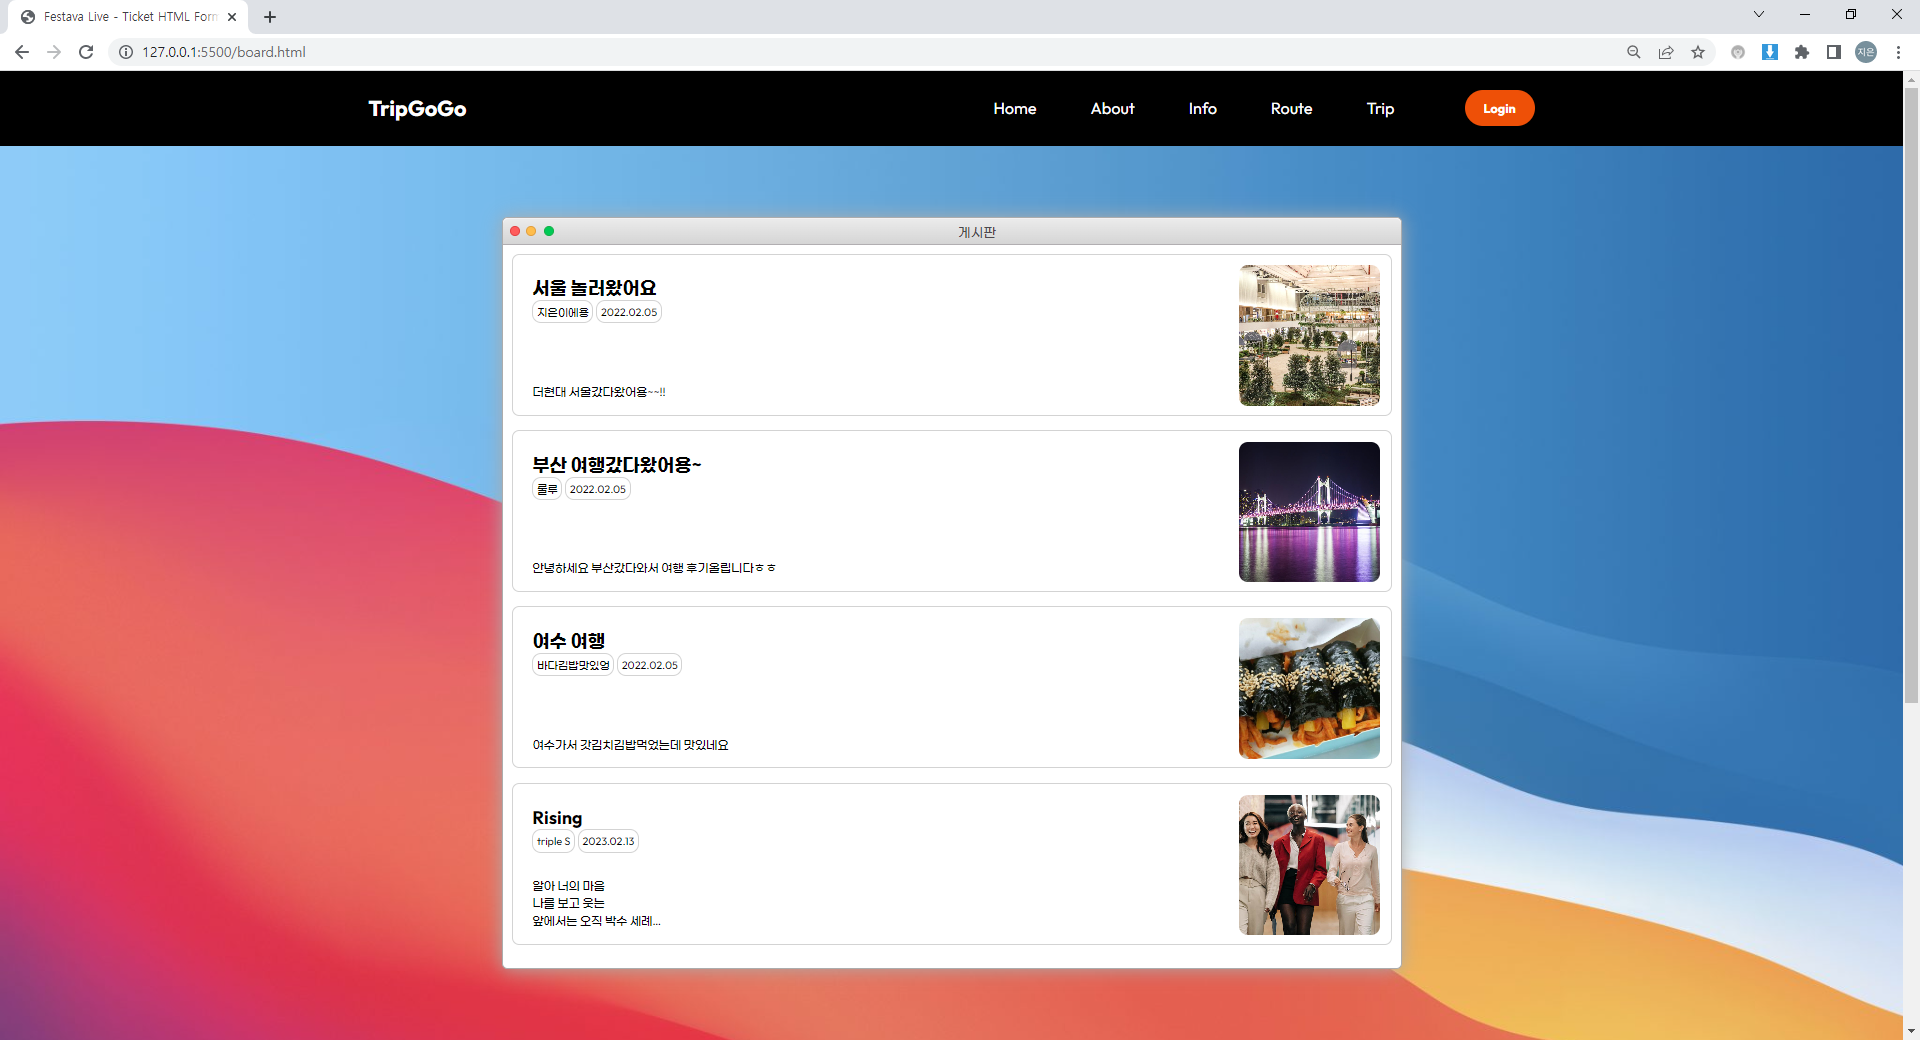 Festava Live - Ticket HTML Form
127.0.0.1:5500/board.html
지은
TripGoGo
Home
About
Info
Route
Trip
Login
게시판
서울 놀러왔어요
지은이에용
2022.02.05
더현대 서울갔다왔어용~~!!
부산 여행갔다왔어용~
룰루
2022.02.05
안녕하세요 부산갔다와서 여행 후기올립니다ㅎㅎ
여수 여행
바다김밥맛있엉
2022.02.05
여수가서 갓김치김밥먹었는데 맛있네요
Rising
triple S
2023.02.13
알아 너의 마음
나를 보고 웃는
앞에서는 오직 박수 세례...